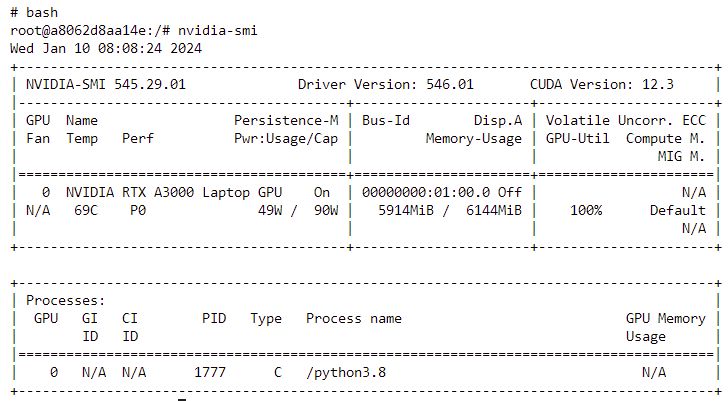 # bash
root@a8062d8aa14e:/# nvidia-smi
Wed Jan 10 08:08:24 2024
+---------------------------------------------------------------------------------------+
| NVIDIA-SMI 545.29.01              Driver Version: 546.01       CUDA Version: 12.3     |
|-----------------------------------------+----------------------+----------------------+
| GPU  Name                 Persistence-M | Bus-Id        Disp.A | Volatile Uncorr. ECC |
| Fan  Temp   Perf          Pwr:Usage/Cap |         Memory-Usage | GPU-Util  Compute M. |
|                                         |                      |               MIG M. |
|=========================================+======================+======================|
|   0  NVIDIA RTX A3000 Laptop GPU    On  | 00000000:01:00.0 Off |                  N/A |
| N/A   69C    P0              49W /  90W |   5914MiB /  6144MiB |    100%      Default |
|                                         |                      |                  N/A |
+-----------------------------------------+----------------------+----------------------+

+---------------------------------------------------------------------------------------+
| Processes:                                                                            |
|  GPU   GI   CI        PID   Type   Process name                            GPU Memory |
|        ID   ID                                                             Usage      |
|=======================================================================================|
|    0   N/A  N/A      1777      C   /python3.8                                N/A      |
+---------------------------------------------------------------------------------------+